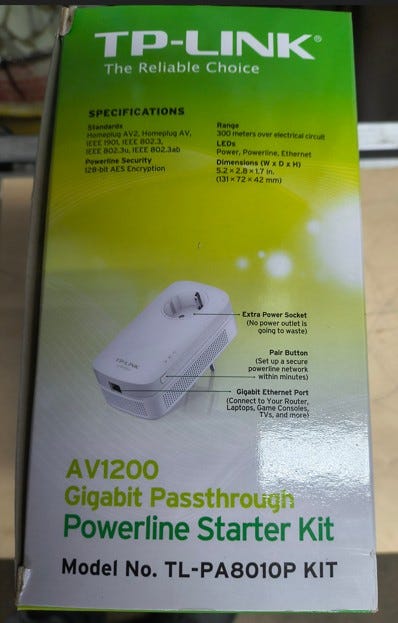 TP-LINK®
The Reliable Choice
SPECIFICATIONS
Standards
Homeplug AV2, Homeplug AV,
IEEE 1901, IEEE 802.3,
IEEE 802.3u, IEEE 802.3ab
Powerline Security
128-bit AES Encryption
Range
300 meters over electrical circuit
LEDs
Power, Powerline, Ethernet
Dimensions (W x D x H)
5.2 x 2.8 x 1.7 in.
(131 x 72 x 42 mm)
Extra Power Socket
(No power outlet is
going to waste)
Pair Button
(Set up a secure
powerline network
within minutes)
Gigabit Ethernet Port
(Connect to Your Router,
Laptops, Game Consoles,
TVs, and more)
TP-LINK
AV1200
Gigabit Passthrough
Powerline Starter Kit
Model No. TL-PA8010P KIT